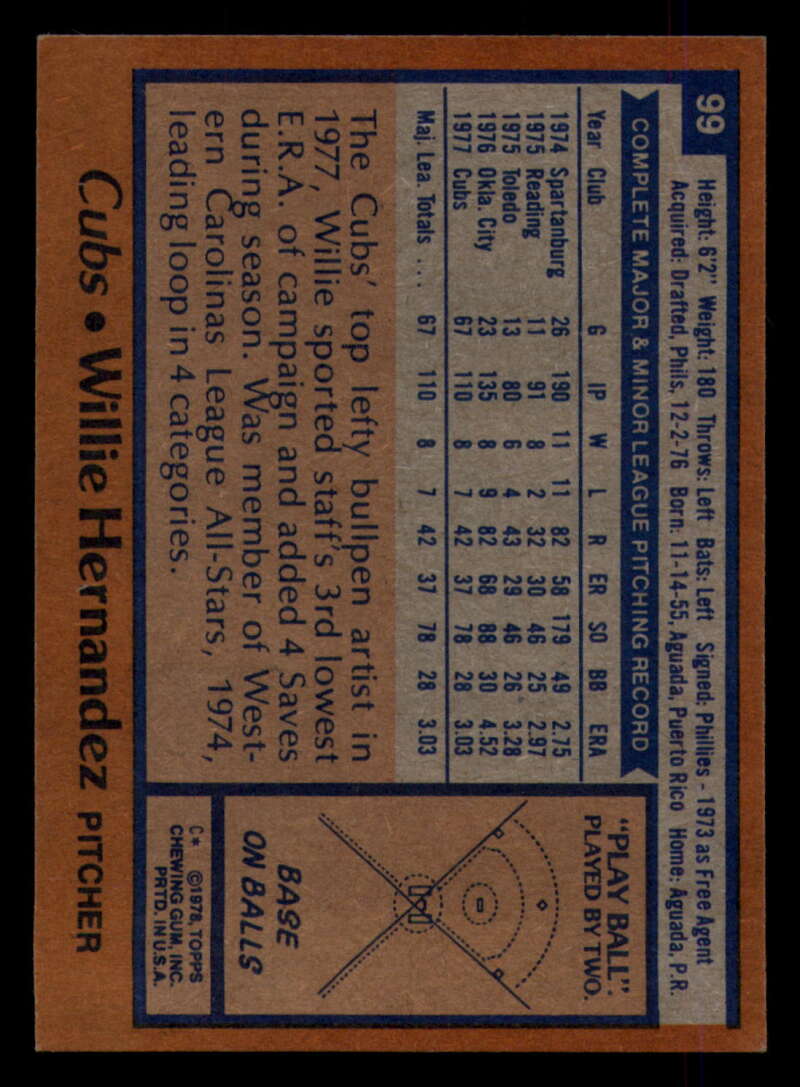 99
Height: 6'2" Weight: 180 Throws: Left Bats: Left Signed: Phillies - 1973 as Free Agent
Acquired: Drafted, Phils, 12-2-76 Born: 11-14-55, Aguada, Puerto Rico Home: Aguada, P.R.
COMPLETE MAJOR & MINOR LEAGUE PITCHING RECORD
Year Club G IP W L R ER SO BB ERA
1974 Spartanburg 26 190 11 11 82 58 179 49 2.75
1975 Reading 11 91 8 2 32 30 46 25 2.97
1975 Toledo 13 80 6 4 43 29 46 26 3.28
1976 Okla. City 23 135 8 9 82 68 88 30 4.52
1977 Cubs 67 110 8 7 42 37 78 28 3.03
Maj. Lea. Totals .... 67 110 8 7 42 37 78 28 3.03
The Cubs' top lefty bullpen artist in
1977, Willie sported staff's 3rd lowest
E.R.A. of campaign and added 4 Saves
during season. Was member of West-
ern Carolinas League All-Stars, 1974,
leading loop in 4 categories.
"PLAY BALL":
PLAYED BY TWO.
BASE
ON BALLS
C* ©1978, TOPPS
CHEWING GUM, INC.
PRTD. IN U.S.A.
Cubs • Willie Hernandez PITCHER